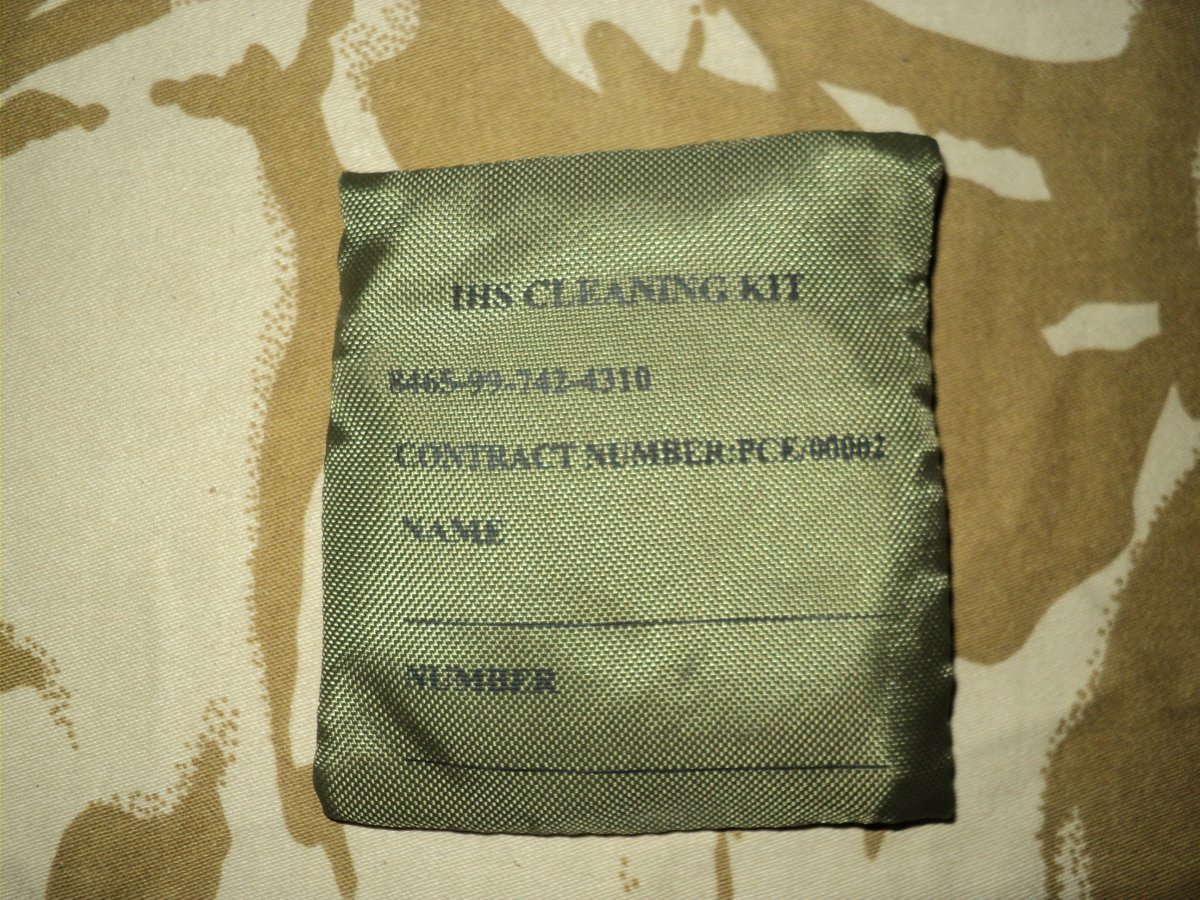 IHS CLEANING KIT
8465-99-742-4310
CONTRACT NUMBER:PCE/00002
NAME
NUMBER